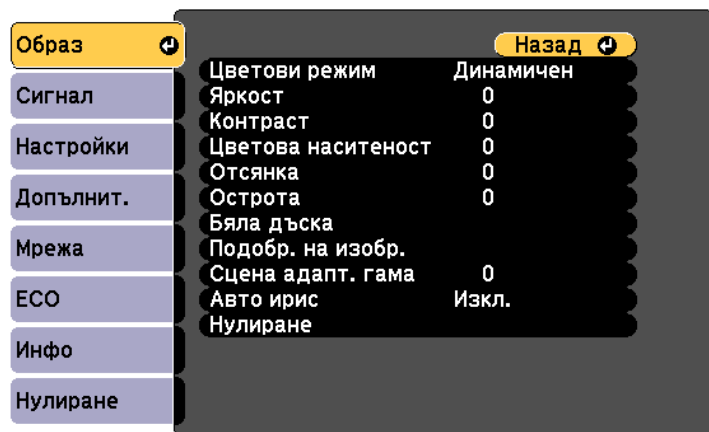 Образ
Сигнал
Настройки
Допълнит.
Мрежа
ECO
Инфо
Нулиране
Назад
Цветови режим Динамичен
Яркост 0
Контраст 0
Цветова наситеност 0
Отсянка 0
Острота 0
Бяла дъска
Подобр. на изобр.
Сцена адапт. гама 0
Авто ирис Изкл.
Нулиране